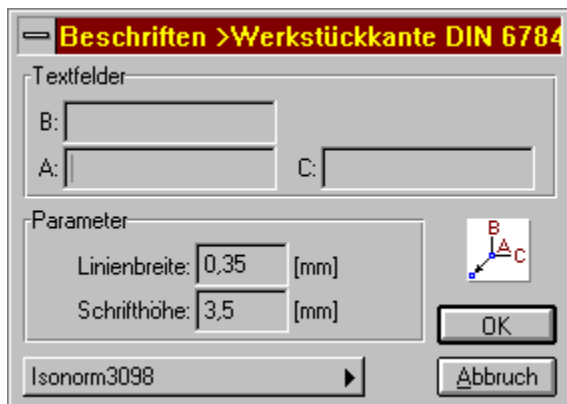 Beschriften >Werkstückkante DIN 6784
Textfelder
B:
A:
C:
Parameter
Linienbreite: 0,35 [mm]
Schrifthöhe: 3,5 [mm]
B
A
C
OK
Isonorm3098
Abbruch